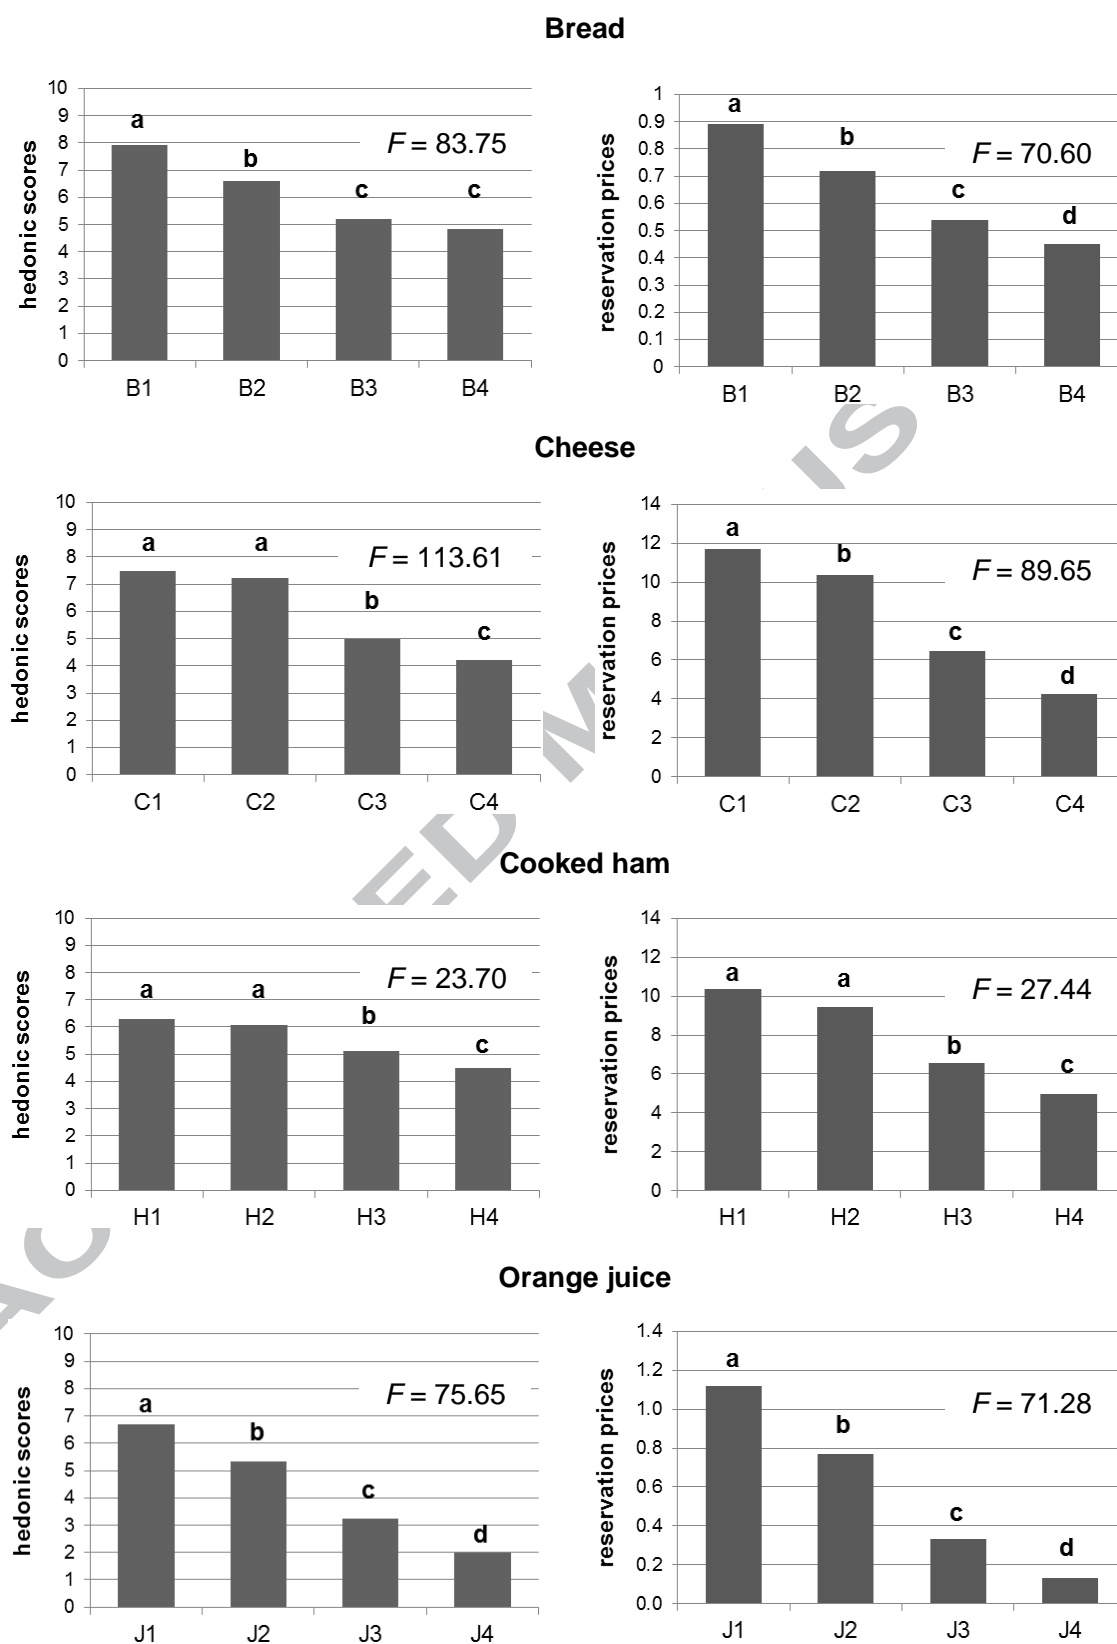 Bread
hedonic scores
10
9
8
7
6
5
4
3
2
1
0
a
b
c
c
F = 83.75
B1 B2 B3 B4
reservation prices
1
0.9
0.8
0.7
0.6
0.5
0.4
0.3
0.2
0.1
0
a
b
c
d
F = 70.60
B1 B2 B3 B4
Cheese
hedonic scores
10
9
8
7
6
5
4
3
2
1
0
a
a
b
c
F = 113.61
C1 C2 C3 C4
reservation prices
14
12
10
8
6
4
2
0
a
b
c
d
F = 89.65
C1 C2 C3 C4
Cooked ham
hedonic scores
10
9
8
7
6
5
4
3
2
1
0
a
a
b
c
F = 23.70
H1 H2 H3 H4
reservation prices
14
12
10
8
6
4
2
0
a
a
b
c
F = 27.44
H1 H2 H3 H4
Orange juice
hedonic scores
10
9
8
7
6
5
4
3
2
1
0
a
b
c
d
F = 75.65
J1 J2 J3 J4
reservation prices
1.4
1.2
1.0
0.8
0.6
0.4
0.2
0.0
a
b
c
d
F = 71.28
J1 J2 J3 J4